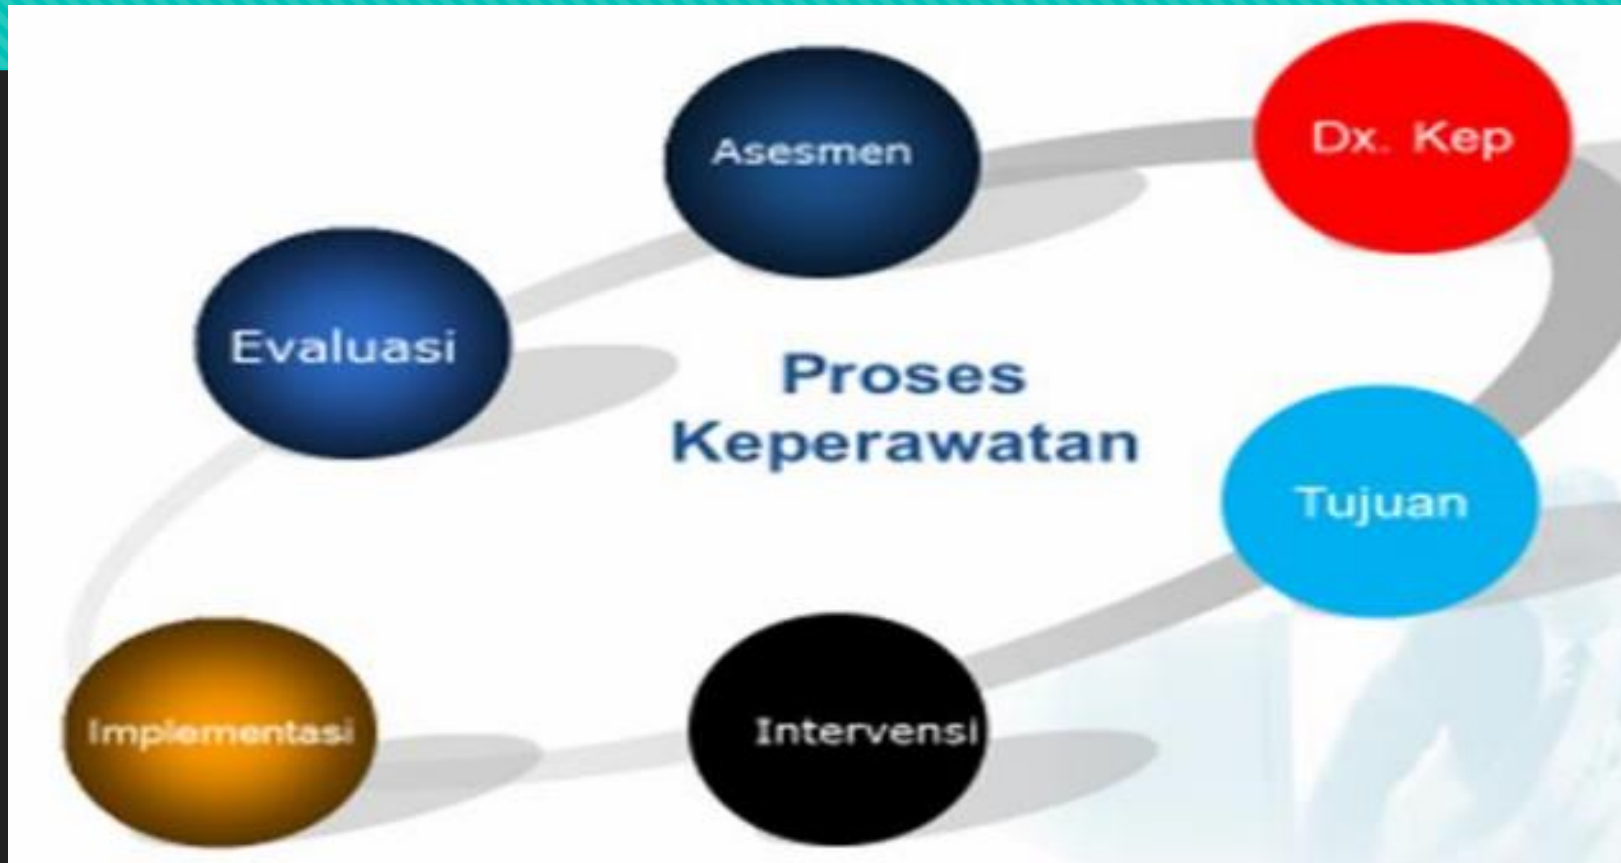 Asesmen
Dx. Kep
Evaluasi
Proses
Keperawatan
Tujuan
Implementasi
Intervensi